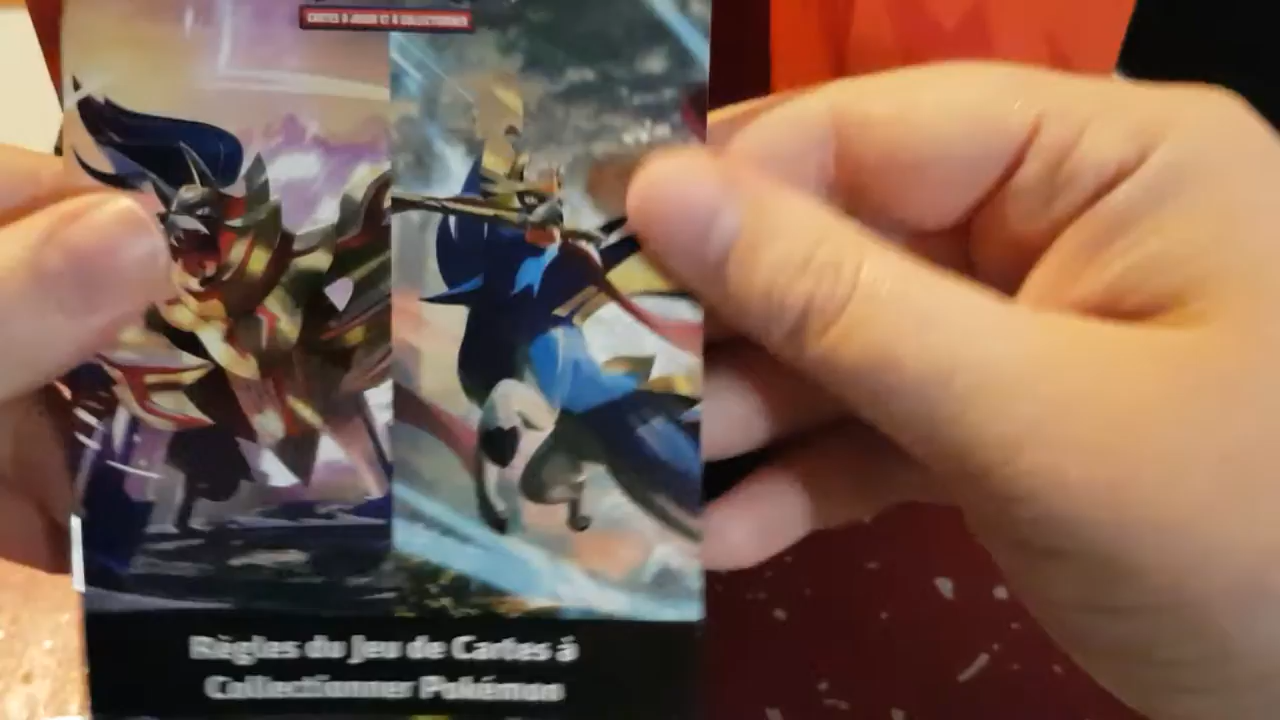 CARTES À JOUER ET À COLLECTIONNER
Règles du Jeu de Cartes à
Collectionner Pokémon